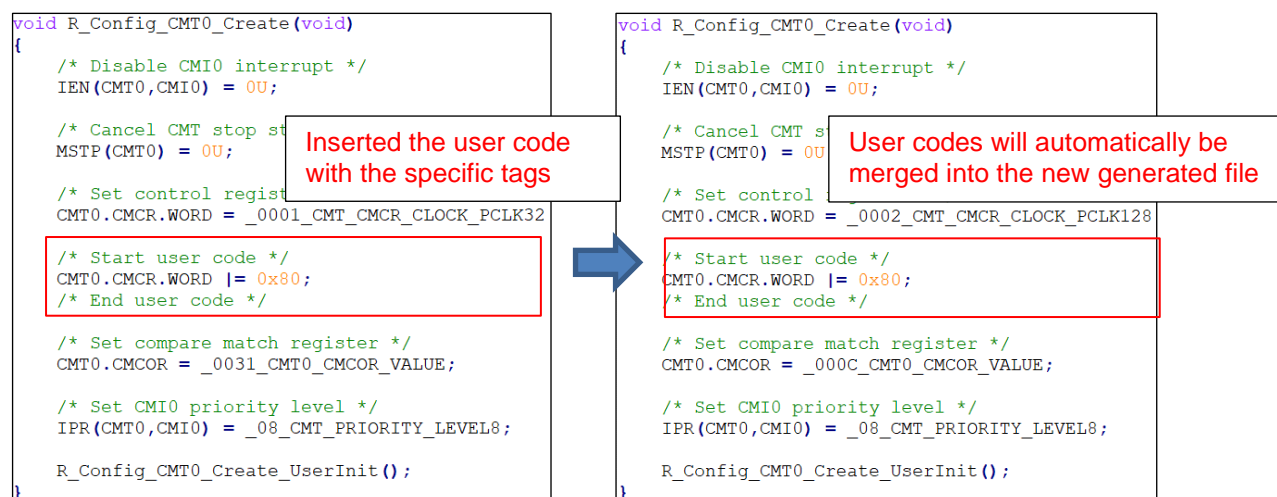 void R_Config_CMT0_Create(void)
{
/* Disable CMI0 interrupt */
IEN(CMT0,CMI0) = 0U;
/* Cancel CMT stop st
MSTP(CMT0) = 0U;
/* Set control regist
CMT0.CMCR.WORD = _0001_CMT_CMCR_CLOCK_PCLK32
/* Start user code */
CMT0.CMCR.WORD |= 0x80;
/* End user code */
/* Set compare match register */
CMT0.CMCOR = _0031_CMT0_CMCOR_VALUE;
/* Set CMI0 priority level */
IPR(CMT0,CMI0) = _08_CMT_PRIORITY_LEVEL8;
R_Config_CMT0_Create_UserInit();
}
Inserted the user code
with the specific tags
void R_Config_CMT0_Create(void)
{
/* Disable CMI0 interrupt */
IEN(CMT0,CMI0) = 0U;
/* Cancel CMT st
MSTP(CMT0) = 0U
/* Set control
CMT0.CMCR.WORD = _0002_CMT_CMCR_CLOCK_PCLK128
/* Start user code */
CMT0.CMCR.WORD |= 0x80;
/* End user code */
/* Set compare match register */
CMT0.CMCOR = _000C_CMT0_CMCOR_VALUE;
/* Set CMI0 priority level */
IPR(CMT0,CMI0) = _08_CMT_PRIORITY_LEVEL8;
R_Config_CMT0_Create_UserInit();
}
User codes will automatically be
merged into the new generated file